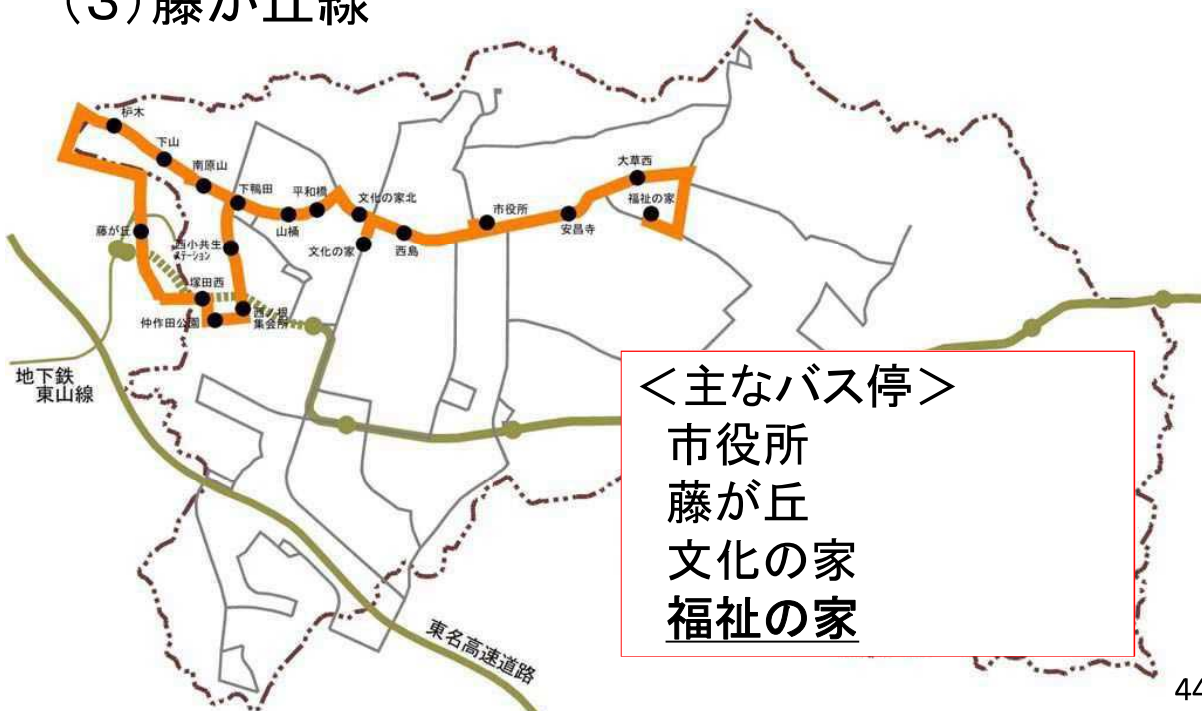 (3)藤が丘線
栌木
下山
南原山
下鴨田
平和橋
文化の家北
大草西
福祉の家
市役所
安昌寺
山桶
文化の家
西島
藤が丘
西小共生
ステーション
塚田西
仲作田公園
集会所
地下鉄
東山線
東名高速道路
<主なバス停>
市役所
藤が丘
文化の家
福祉の家
44